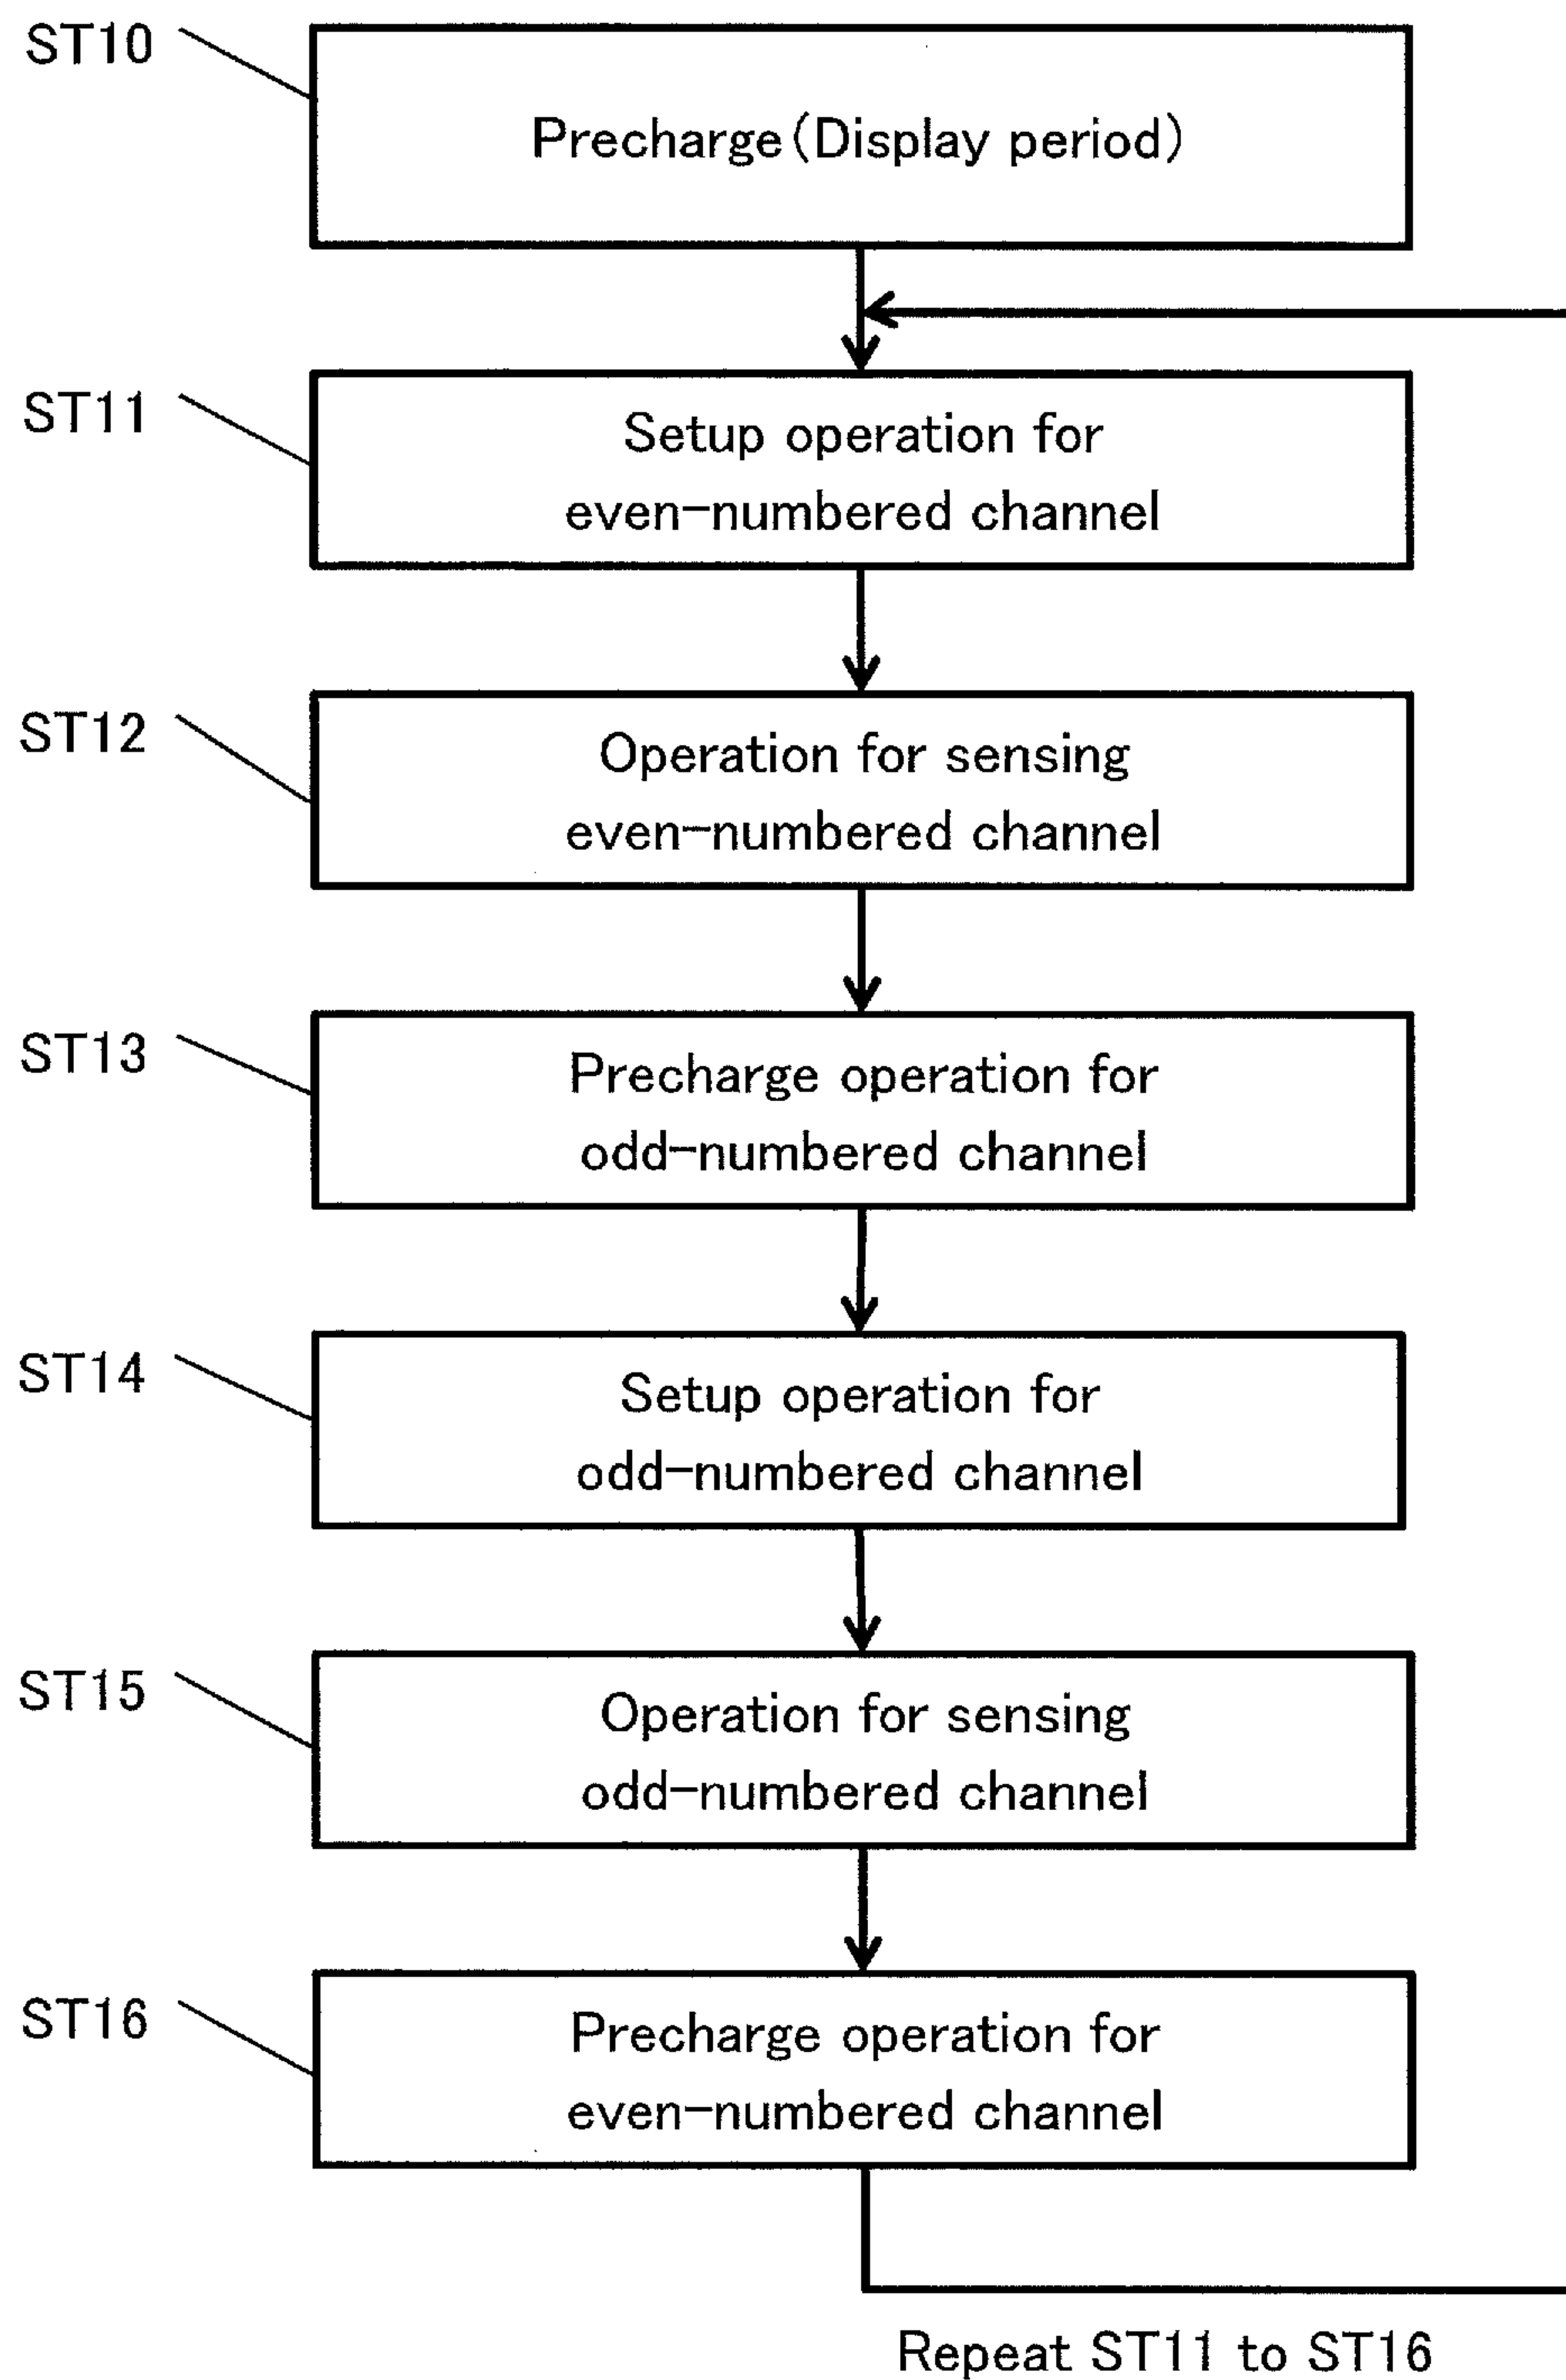 ST10
Precharge(Display period)
ST11
Setup operation for
even-numbered channel
ST12
Operation for sensing
even-numbered channel
ST13
Precharge operation for
odd-numbered channel
ST14
Setup operation for
odd-numbered channel
ST15
Operation for sensing
odd-numbered channel
ST16
Precharge operation for
even-numbered channel
Repeat ST11 to ST16